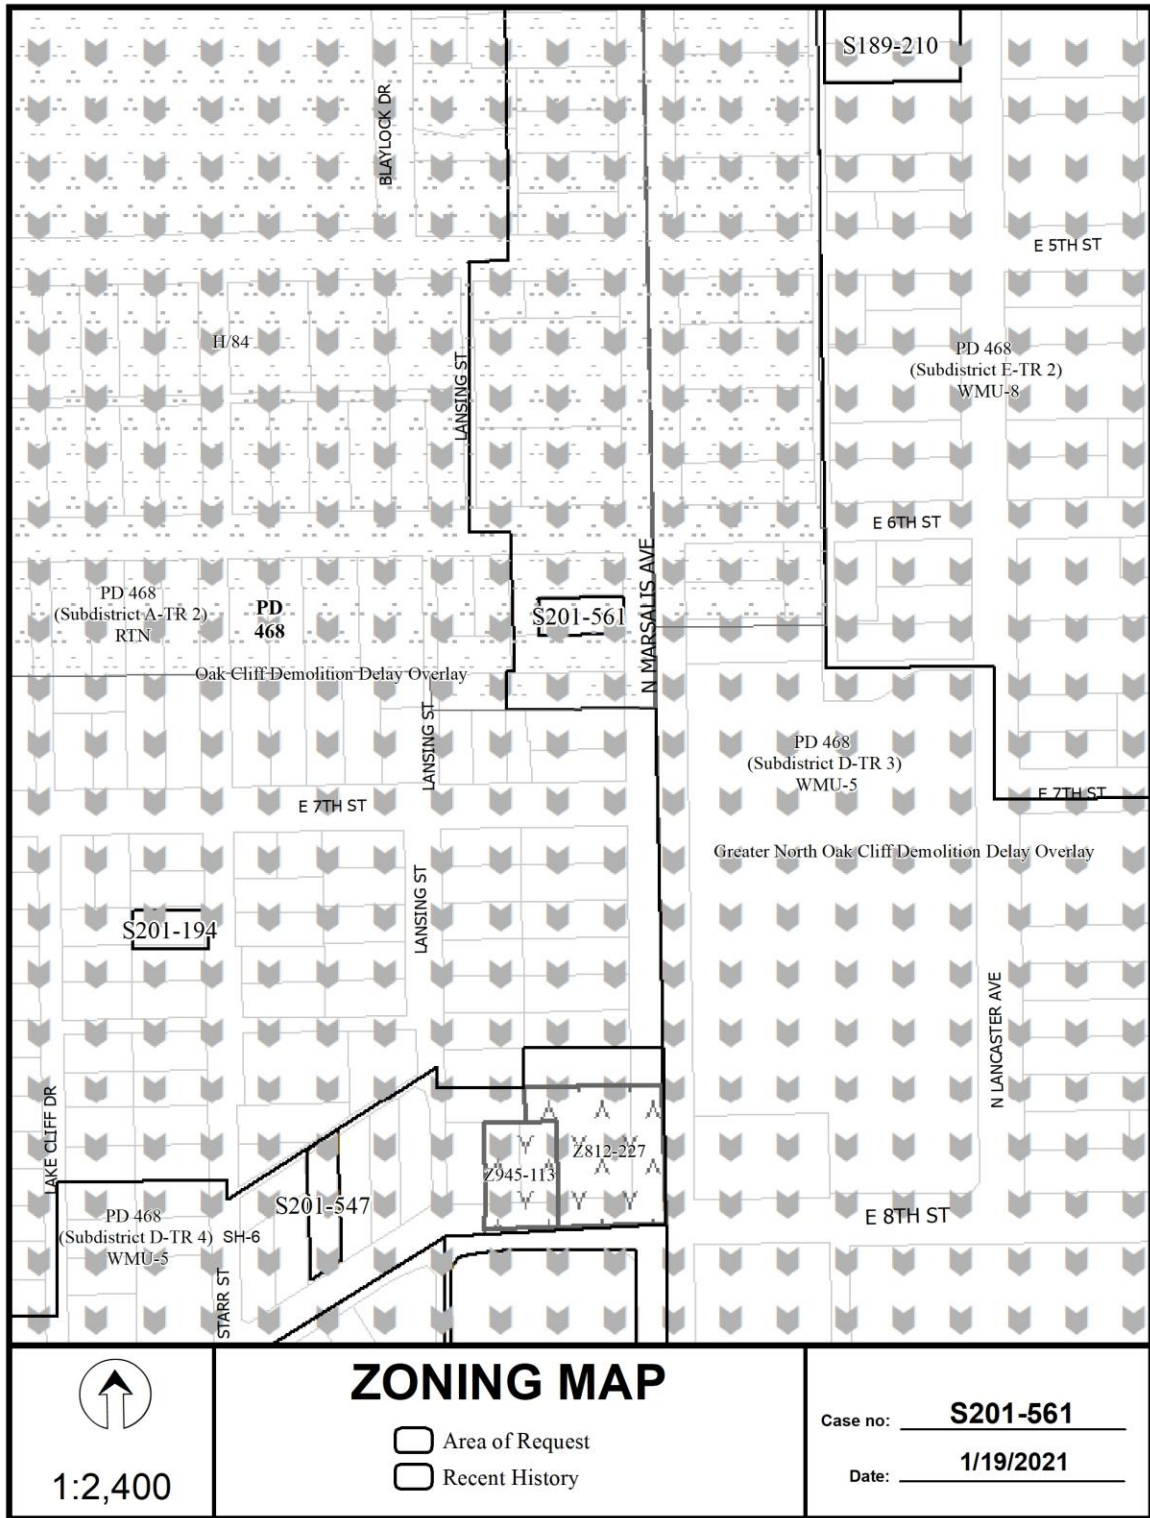 S189-210
BLAYLOCK DR
E 5TH ST
H/84
PD 468
(Subdistrict E-TR 2)
WMU-8
LANSING ST
E 6TH ST
N MARSALIS AVE
PD 468
(Subdistrict A-TR 2)
RTN
PD
468
S201-561
Oak Cliff Demolition Delay Overlay
LANSING ST
PD 468
(Subdistrict D-TR 3)
WMU-5
E 7TH ST
E 7TH ST
Greater North Oak Cliff Demolition Delay Overlay
LANSING ST
S201-194
N LANCASTER AVE
LAKE CLIFF DR
Z812-227
Z945-113
S201-547
PD 468
(Subdistrict D-TR 4)
WMU-5
SH-6
E 8TH ST
STARR ST
1:2,400
ZONING MAP
Area of Request
Recent History
Case no: S201-561
Date: 1/19/2021